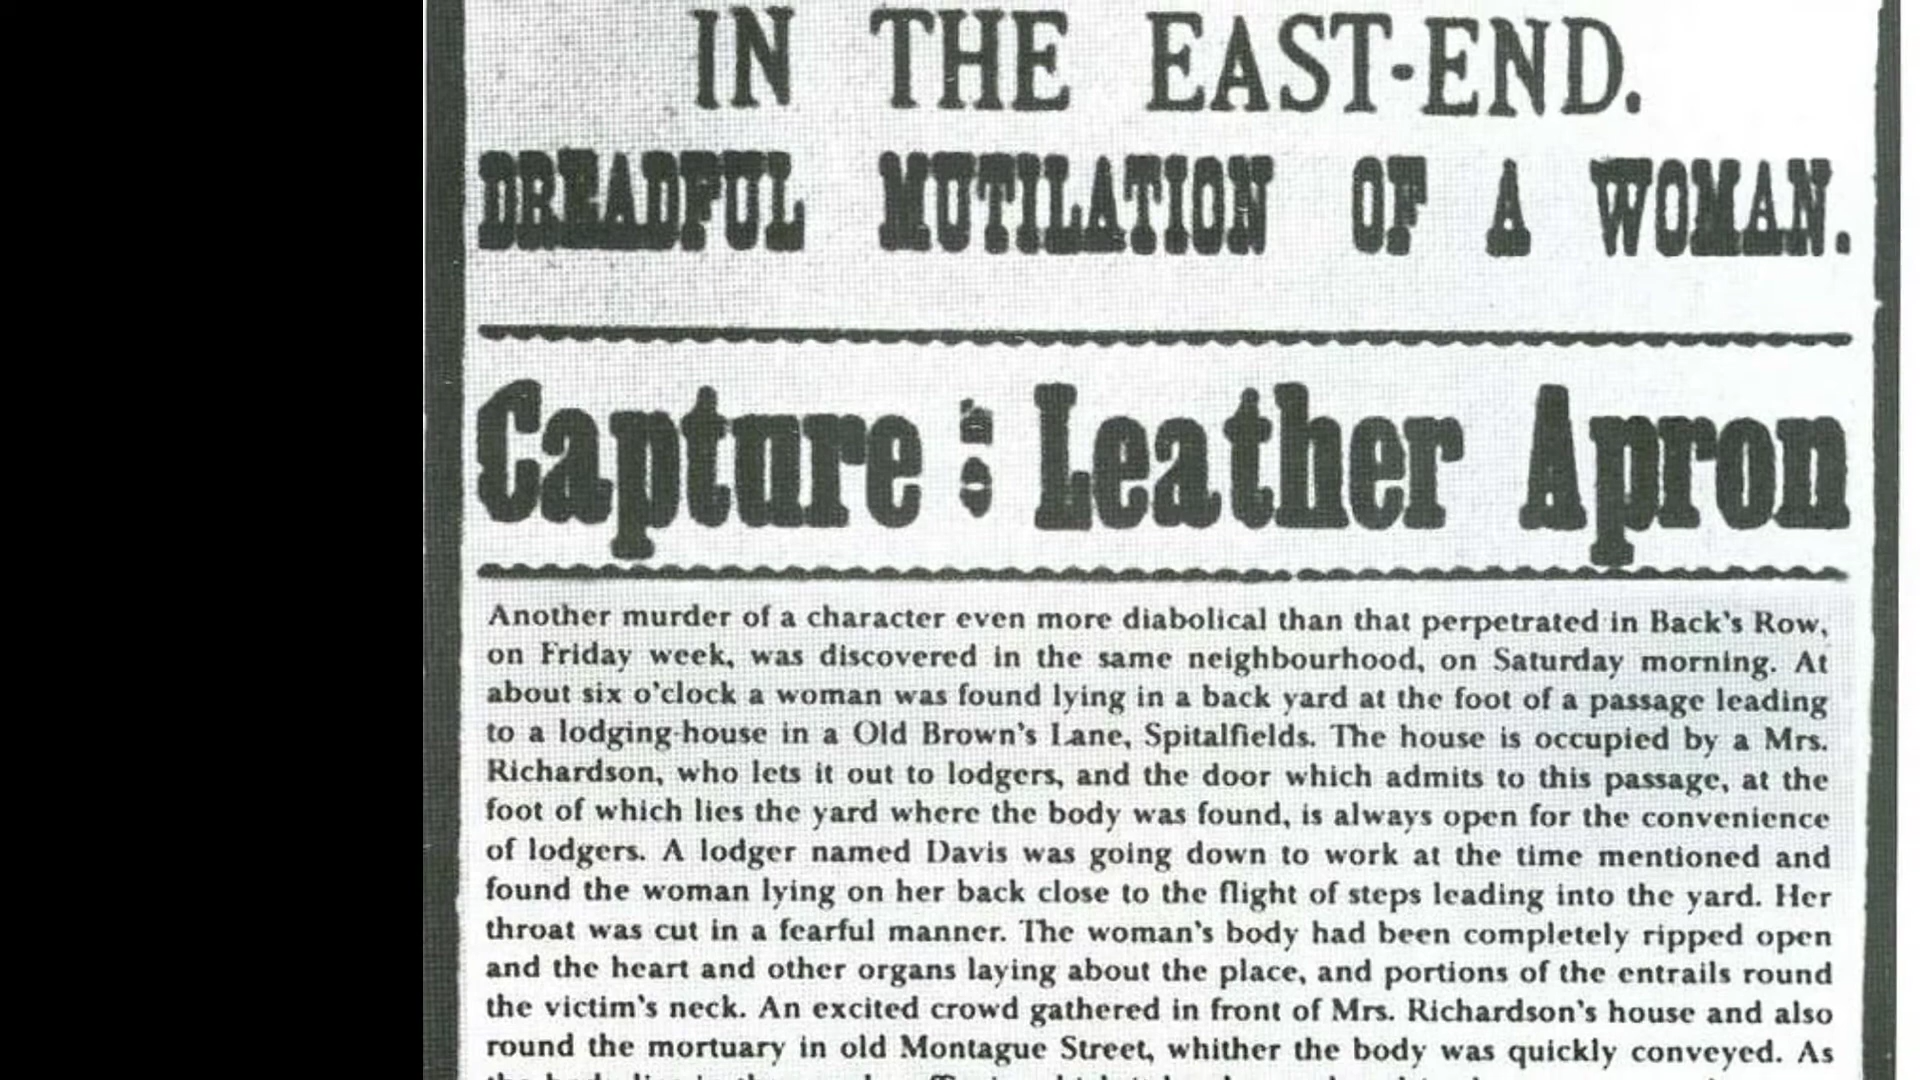 IN THE EAST-END.
DREADFUL MUTILATION OF A WOMAN.
Capture : Leather Apron
Another murder of a character even more diabolical than that perpetrated in Back's Row,
on Friday week, was discovered in the same neighbourhood, on Saturday morning. At
about six o'clock a woman was found lying in a back yard at the foot of a passage leading
to a lodging-house in a Old Brown's Lane, Spitalfields. The house is occupied by a Mrs.
Richardson, who lets it out to lodgers, and the door which admits to this passage, at the
foot of which lies the yard where the body was found, is always open for the convenience
of lodgers. A lodger named Davis was going down to work at the time mentioned and
found the woman lying on her back close to the flight of steps leading into the yard. Her
throat was cut in a fearful manner. The woman's body had been completely ripped open
and the heart and other organs laying about the place, and portions of the entrails round
the victim's neck. An excited crowd gathered in front of Mrs. Richardson's house and also
round the mortuary in old Montague Street, whither the body was quickly conveyed. As